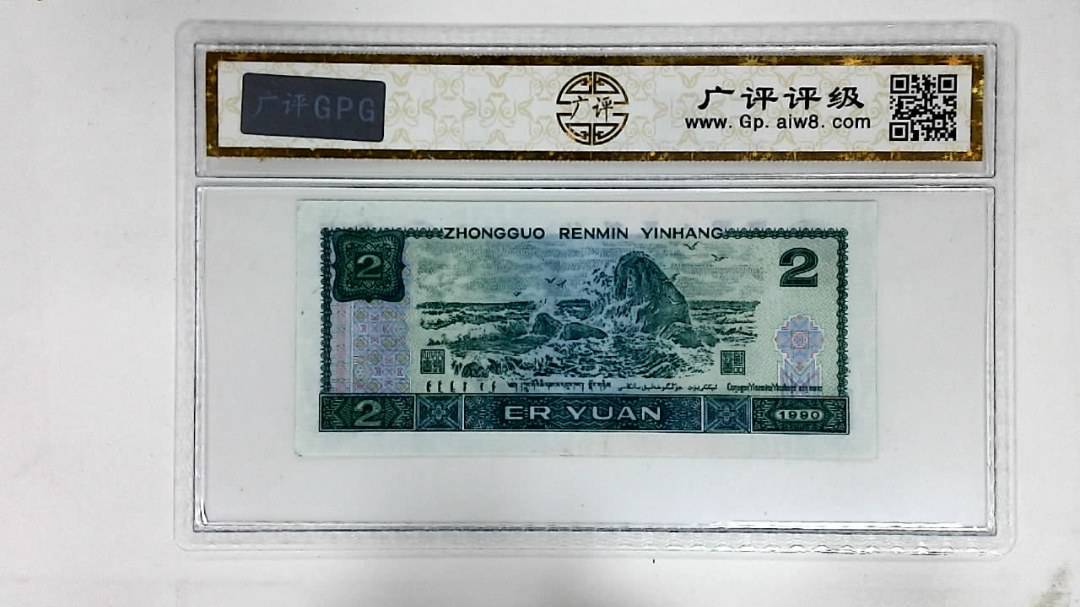 广评GPG
广评
广评评级
www.Gp.aiw8.com
ZHONGGUO RENMIN YINHANG
2
2
2
ER YUAN
1990